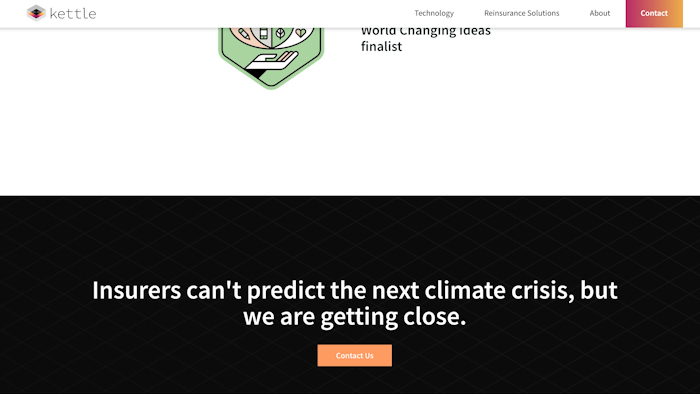 kettle
Technology
Reinsurance Solutions
About
Contact
World Changing Ideas
finalist
Insurers can't predict the next climate crisis, but
we are getting close.
Contact Us